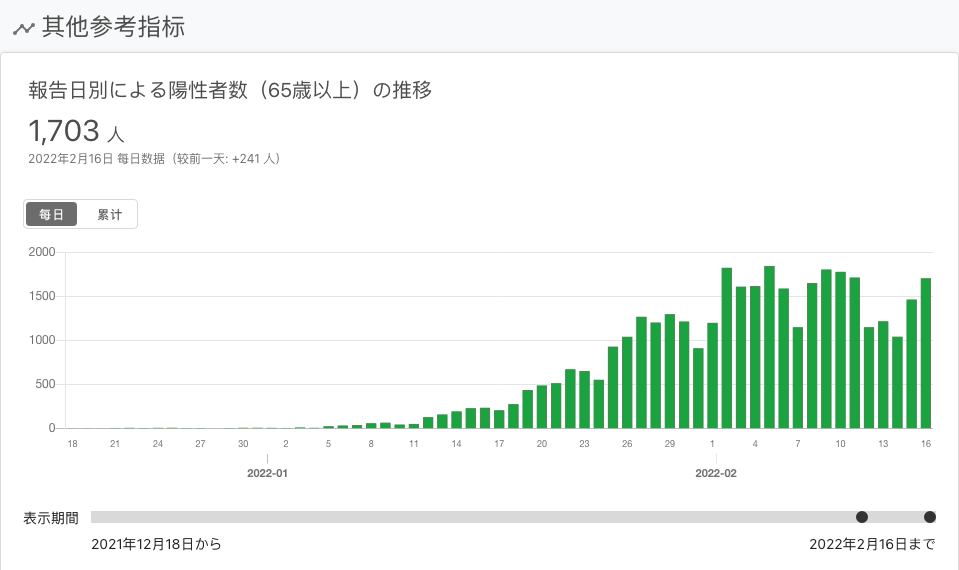 其他参考指标
報告日別による陽性者数（65歳以上）の推移
1,703 人
2022年2月16日 每日数据（较前一天: +241 人）
每日 累计
2000
1500
1000
500
0
18 21 24 27 30 2 5 8 11 14 17 20 23 26 29 1 4 7 10 13 16
2022-01 2022-02
表示期間
2021年12月18日から 2022年2月16日まで